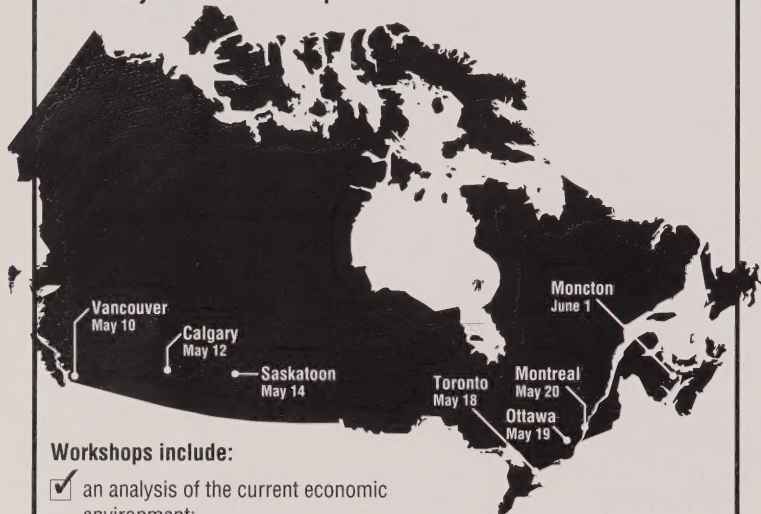 Vancouver
May 10
Calgary
May 12
Saskatoon
May 14
Toronto
May 18
Ottawa
May 19
Montreal
May 20
Moncton
June 1
Workshops include:
an analysis of the current economic
environment;